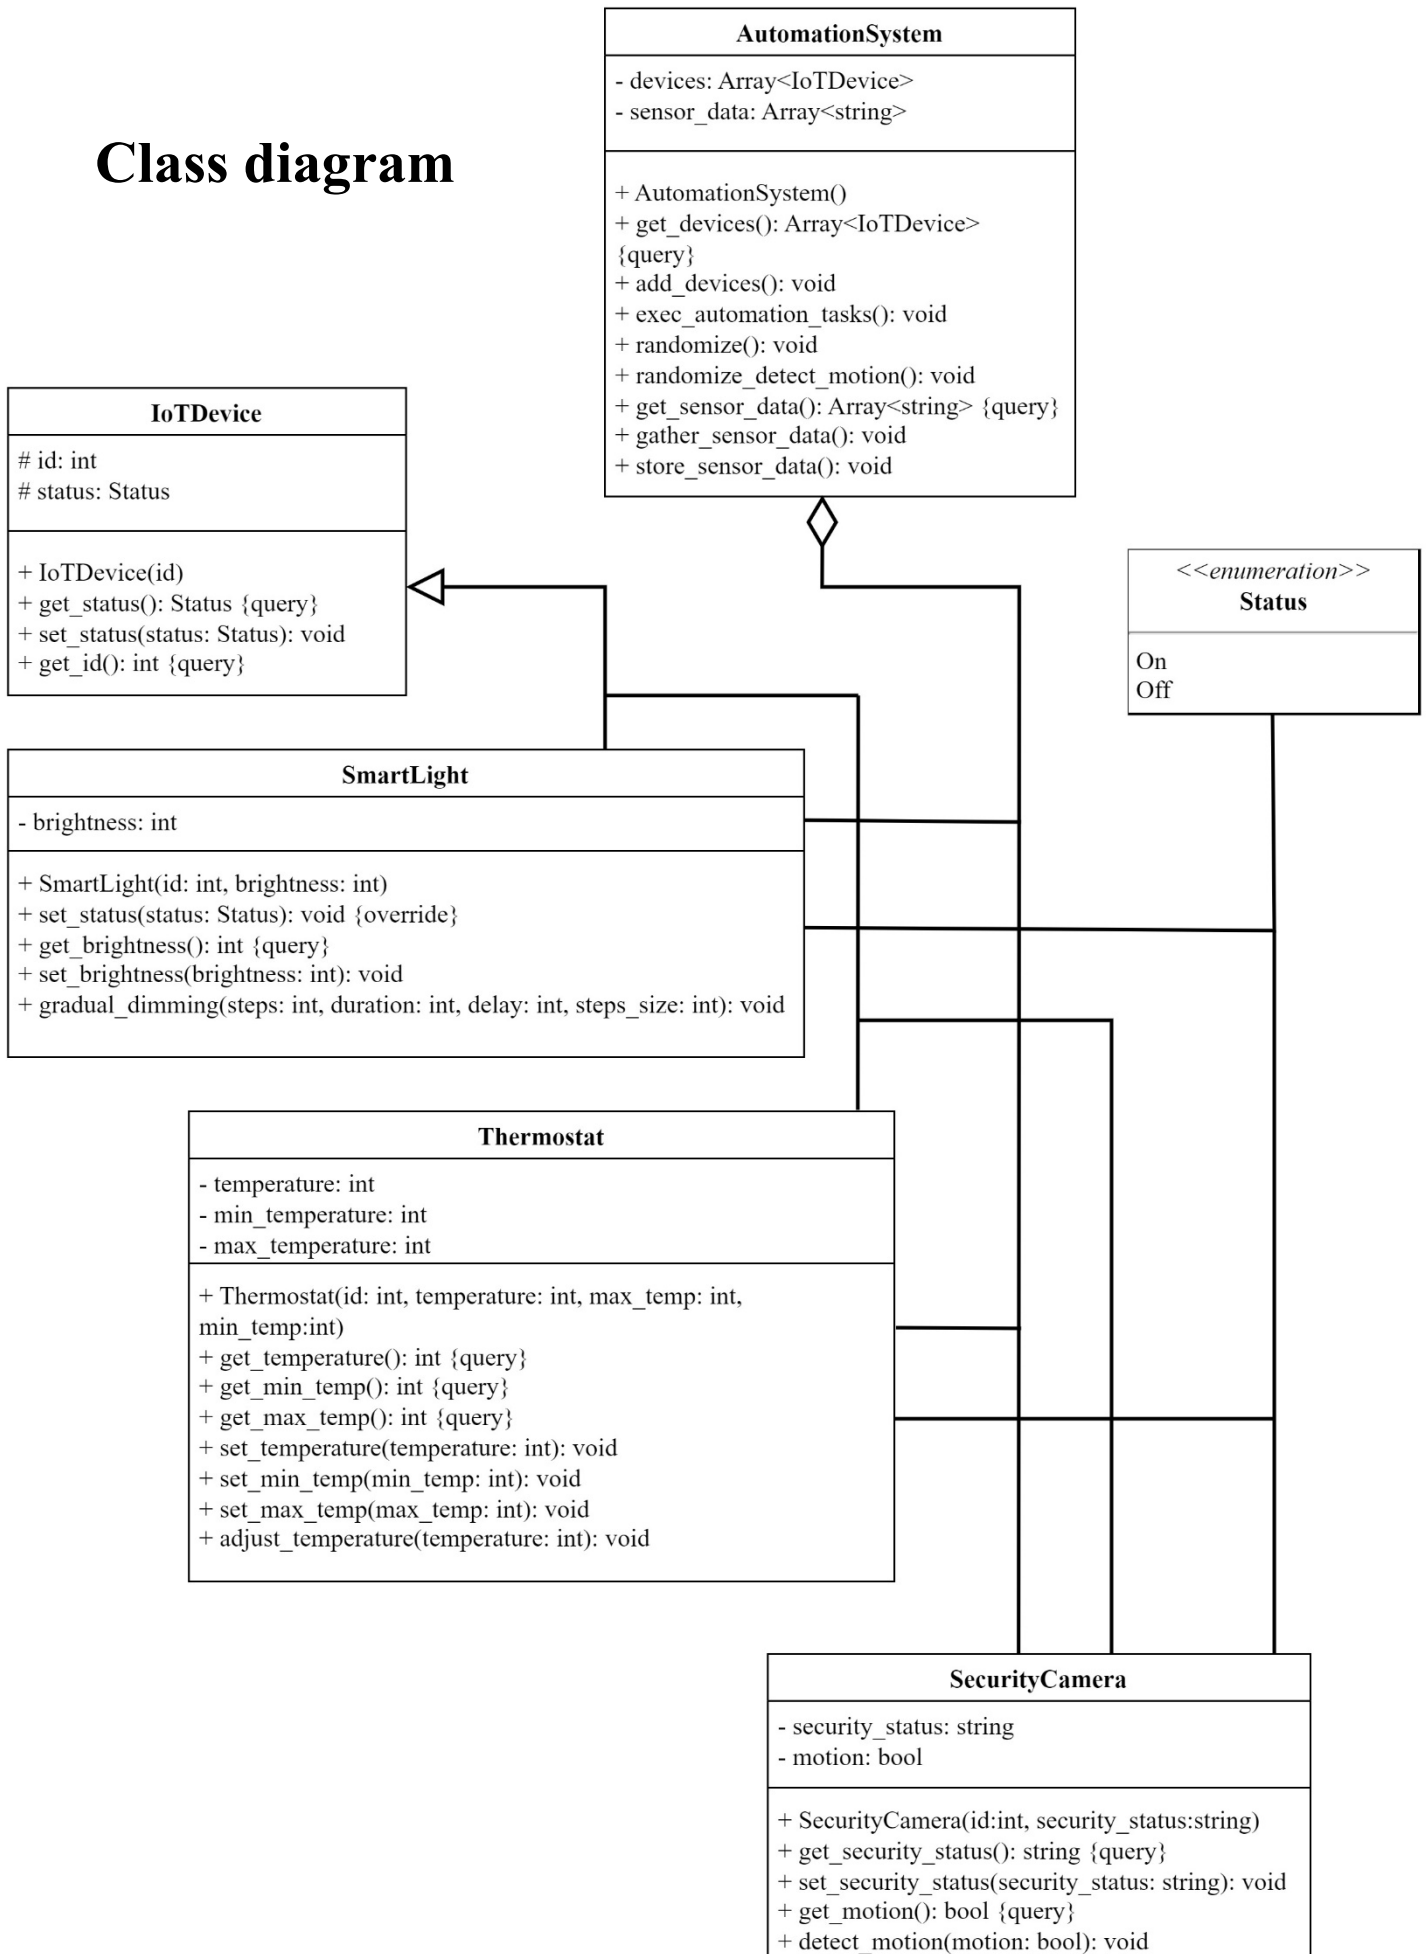 Class diagram
AutomationSystem
- devices: Array<IoTDevice>
- sensor_data: Array<string>
+ AutomationSystem()
+ get_devices(): Array<IoTDevice>
{query}
+ add_devices(): void
+ exec_automation_tasks(): void
+ randomize(): void
+ randomize_detect_motion(): void
+ get_sensor_data(): Array<string> {query}
+ gather_sensor_data(): void
+ store_sensor_data(): void
IoTDevice
# id: int
# status: Status
+ IoTDevice(id)
+ get_status(): Status {query}
+ set_status(status: Status): void
+ get_id(): int {query}
<<enumeration>>
Status
On
Off
SmartLight
- brightness: int
+ SmartLight(id: int, brightness: int)
+ set_status(status: Status): void {override}
+ get_brightness(): int {query}
+ set_brightness(brightness: int): void
+ gradual_dimming(steps: int, duration: int, delay: int, steps_size: int): void
Thermostat
- temperature: int
- min_temperature: int
- max_temperature: int
+ Thermostat(id: int, temperature: int, max_temp: int,
min_temp:int)
+ get_temperature(): int {query}
+ get_min_temp(): int {query}
+ get_max_temp(): int {query}
+ set_temperature(temperature: int): void
+ set_min_temp(min_temp: int): void
+ set_max_temp(max_temp: int): void
+ adjust_temperature(temperature: int): void
SecurityCamera
- security_status: string
- motion: bool
+ SecurityCamera(id:int, security_status:string)
+ get_security_status(): string {query}
+ set_security_status(security_status: string): void
+ get_motion(): bool {query}
+ detect_motion(motion: bool): void